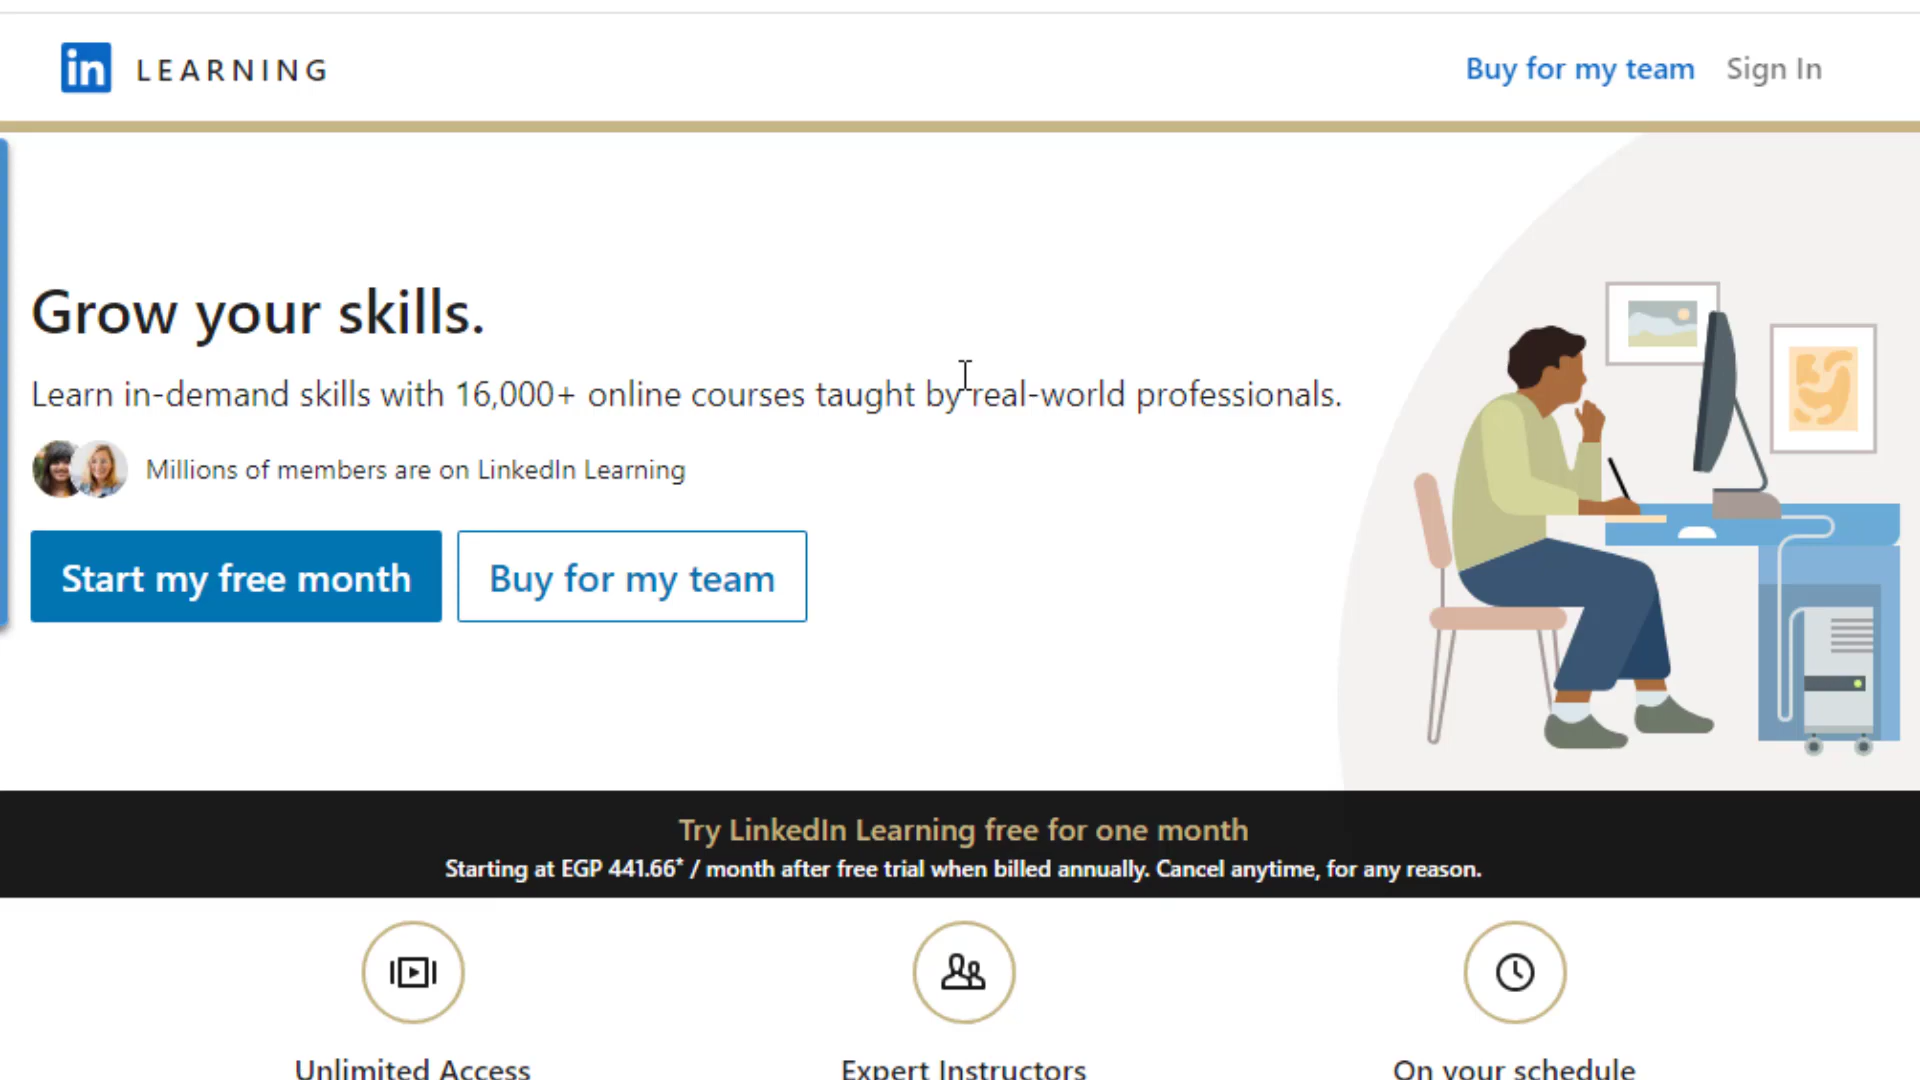 in LEARNING
Buy for my team
Sign In
Grow your skills.
Learn in-demand skills with 16,000+ online courses taught by real-world professionals.
Millions of members are on LinkedIn Learning
Start my free month
Buy for my team
Try LinkedIn Learning free for one month
Starting at EGP 441.66* / month after free trial when billed annually. Cancel anytime, for any reason.
Unlimited Access
Expert Instructors
On your schedule